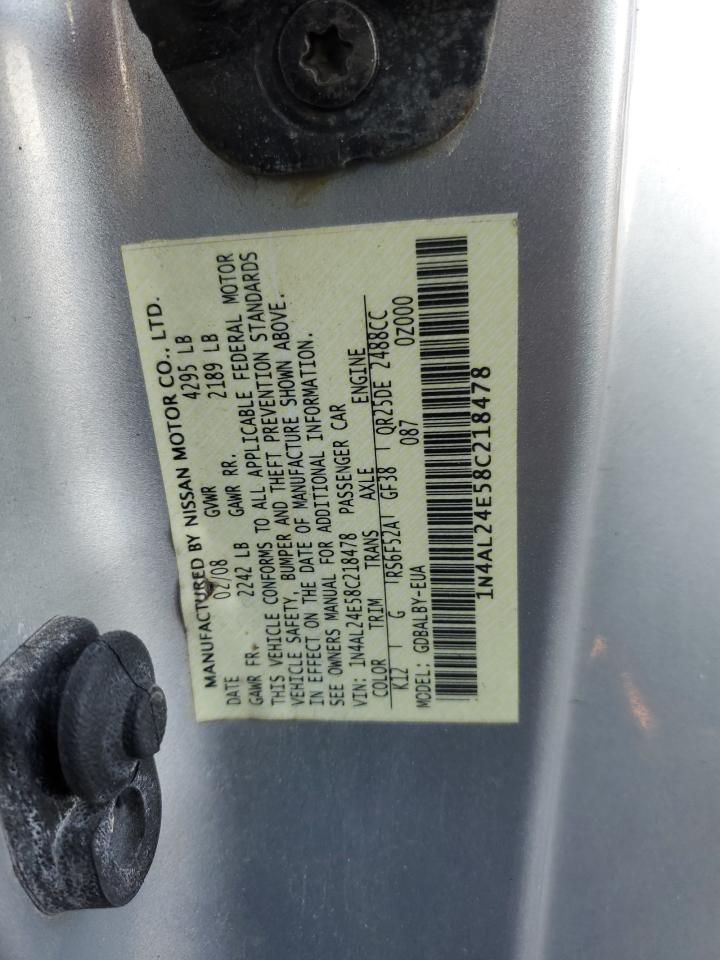 MANUFACTURED BY NISSAN MOTOR CO., LTD.
DATE 02/08 GVWR 4295 LB
GAWR FR. 2242 LB GAWR RR. 2189 LB
THIS VEHICLE CONFORMS TO ALL APPLICABLE FEDERAL MOTOR
VEHICLE SAFETY, BUMPER AND THEFT PREVENTION STANDARDS
IN EFFECT ON THE DATE OF MANUFACTURE SHOWN ABOVE.
SEE OWNERS MANUAL FOR ADDITIONAL INFORMATION.
VIN: 1N4AL24E58C218478 PASSENGER CAR
COLOR TRIM TRANS AXLE ENGINE
K12 G RS6F52A GF38 QR25DE 2488CC
MODEL: GDBALBY-EUA 087 0Z000
1N4AL24E58C218478